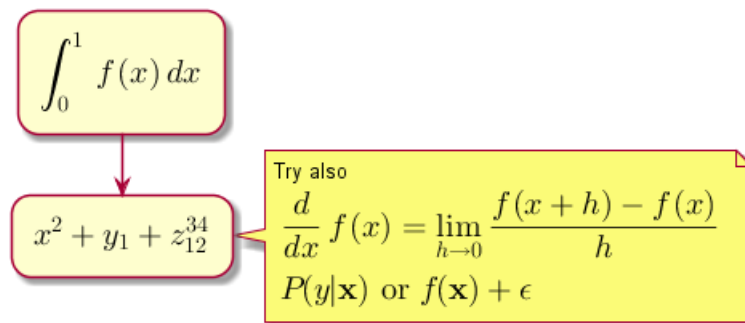 ∫₀¹ f(x) dx
x² + y₁ + z₁₂³⁴
Try also
d/dx f(x) = lim_{h→0} (f(x + h) − f(x))/h
P(y|𝐱) or f(𝐱) + ϵ